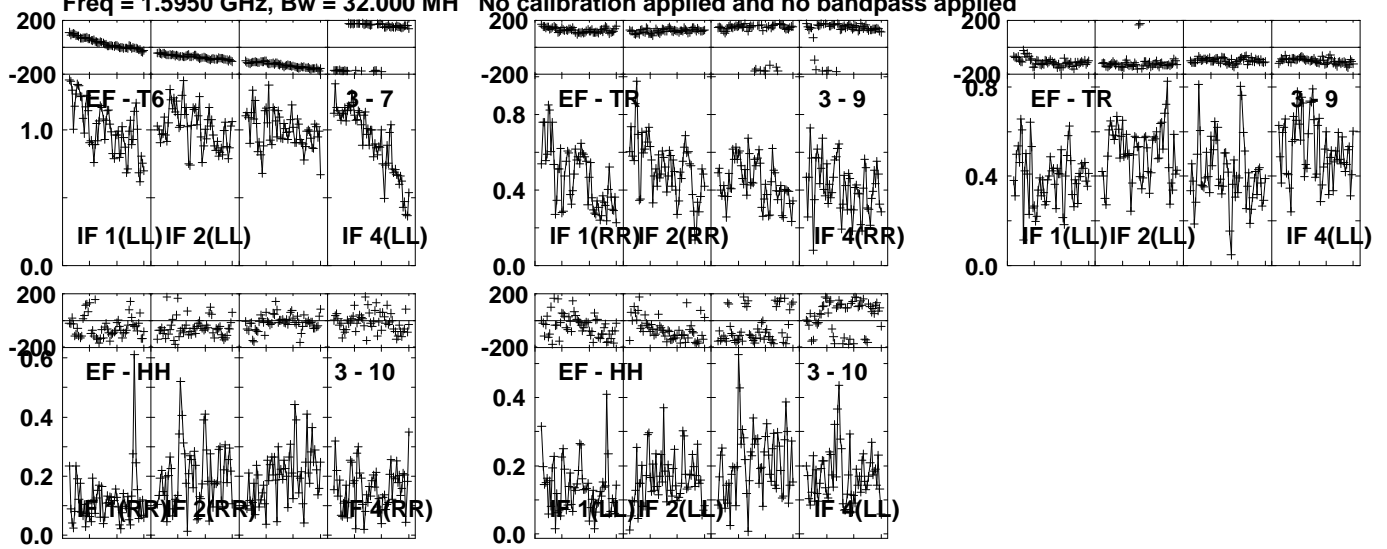 Freq = 1.5950 GHz, Bw = 32.000 MH No calibration applied and no bandpass applied
200
-200
EF - T6 3 - 7
1.0
IF 1(LL) IF 2(LL) IF 4(LL)
0.0
EF - TR 3 - 9
0.8
0.4
IF 1(RR) IF 2(RR) IF 4(RR)
0.0
-200
0.8
EF - TR 3 - 9
0.4
IF 1(LL) IF 2(LL) IF 4(LL)
0.0
200
-200
0.6
EF - HH 3 - 10
0.4
0.2
IF 1(RR) IF 2(RR) IF 4(RR)
0.0
200
-200
EF - HH 3 - 10
0.4
0.2
IF 1(LL) IF 2(LL) IF 4(LL)
0.0